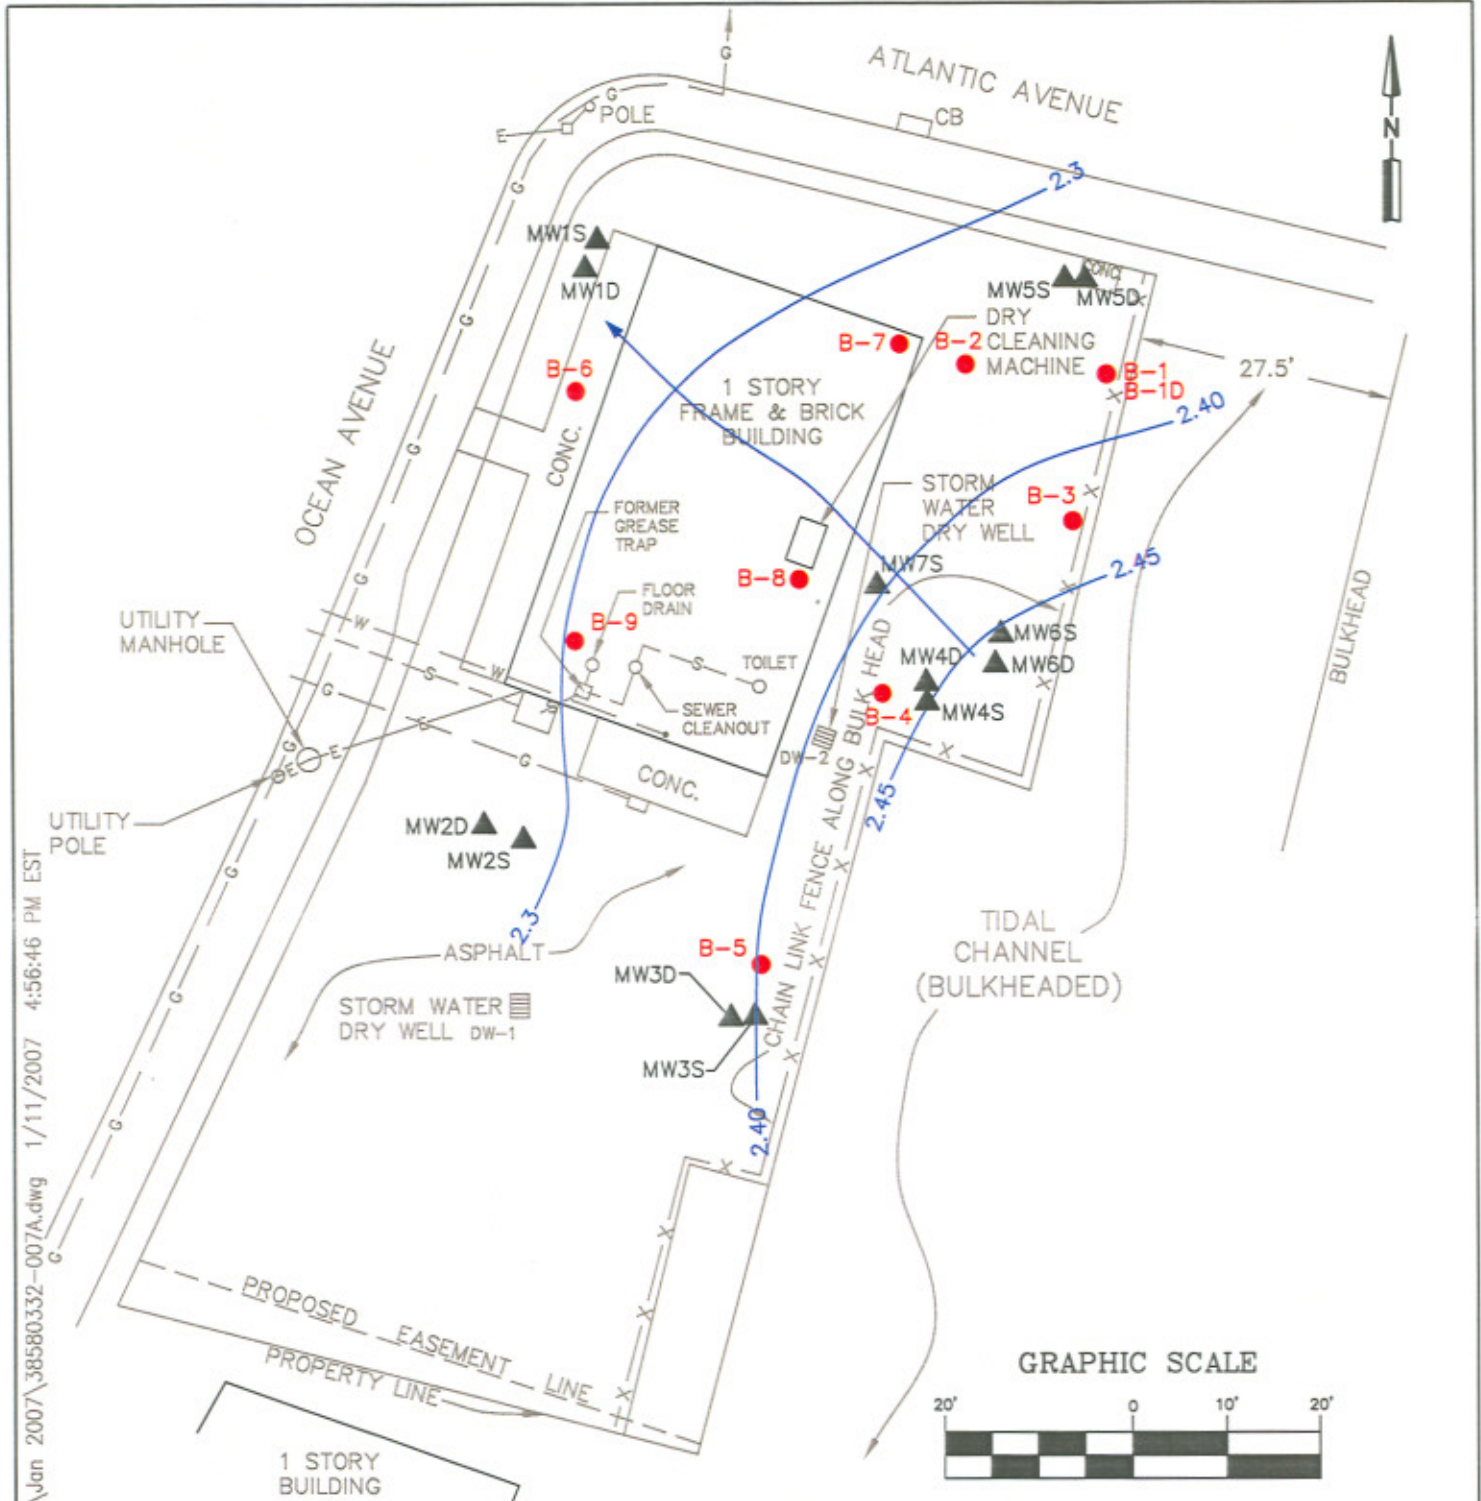 ATLANTIC AVENUE
G
CB
G
POLE
E
N
2.3
G
MW1S
MW1D
CONC.
MW5S
MW5D
X
G
DRY
CLEANING
MACHINE
B-7
B-2
B-1
B-1D
27.5'
X
G
OCEAN AVENUE
B-6
1 STORY
FRAME & BRICK
BUILDING
2.40
G
CONC.
STORM
WATER
DRY WELL
B-3
X
FORMER
GREASE
TRAP
G
B-8
MW7S
2.45
X
FLOOR
DRAIN
BULKHEAD
UTILITY
MANHOLE
W
B-9
MW6S
S
W
S
TOILET
MW4D
MW6D
X
G
SEWER
CLEANOUT
B-4
MW4S
E
G
E
E
G
DW-2
X
X
CONC.
2.45
UTILITY
POLE
MW2D
MW2S
X
G
CHAIN LINK FENCE ALONG BULK HEAD
2.3
TIDAL
CHANNEL
(BULKHEADED)
ASPHALT
B-5
X
MW3D
G
STORM WATER
DRY WELL DW-1
X
MW3S
G
2.40
X
X
G
PROPOSED EASEMENT LINE
X
PROPERTY LINE
X
GRAPHIC SCALE
20' 0 10' 20'
1 STORY
BUILDING
\Jan 2007\38580332-007A.dwg 1/11/2007 4:56:46 PM EST